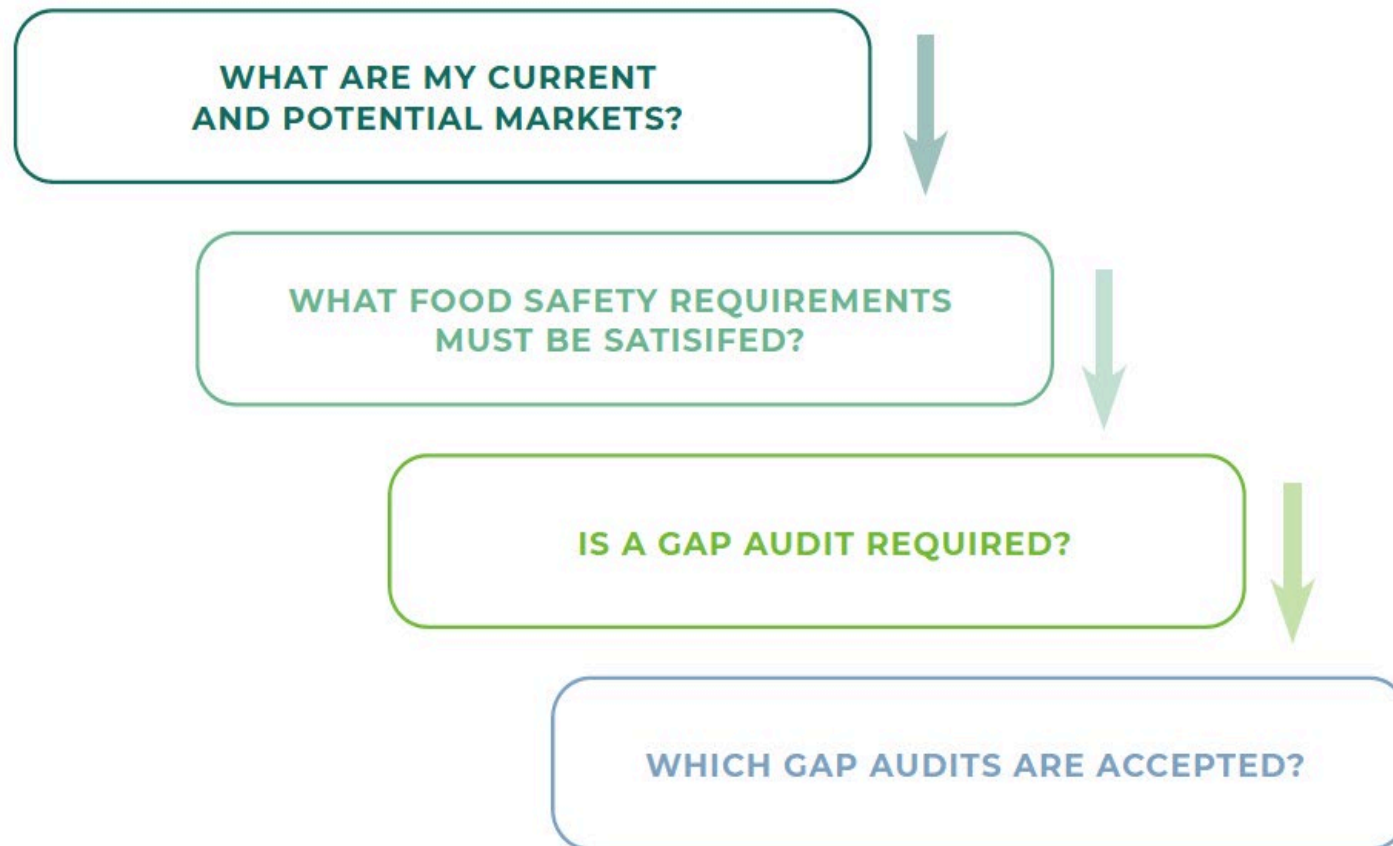 WHAT ARE MY CURRENT
AND POTENTIAL MARKETS?
WHAT FOOD SAFETY REQUIREMENTS
MUST BE SATISIFED?
IS A GAP AUDIT REQUIRED?
WHICH GAP AUDITS ARE ACCEPTED?